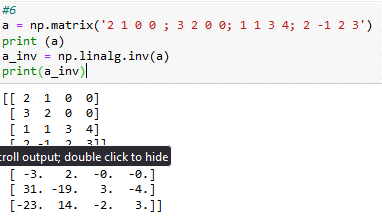 #6
a = np.matrix('2 1 0 0 ; 3 2 0 0; 1 1 3 4; 2 -1 2 3')
print (a)
a_inv = np.linalg.inv(a)
print(a_inv)
[[ 2 1 0 0]
[ 3 2 0 0]
[ 1 1 3 4]
[ 2 -1 2 3]]
croll output; double click to hide
[ -3. 2. -0. -0.]
[ 31. -19. 3. -4.]
[-23. 14. -2. 3.]]